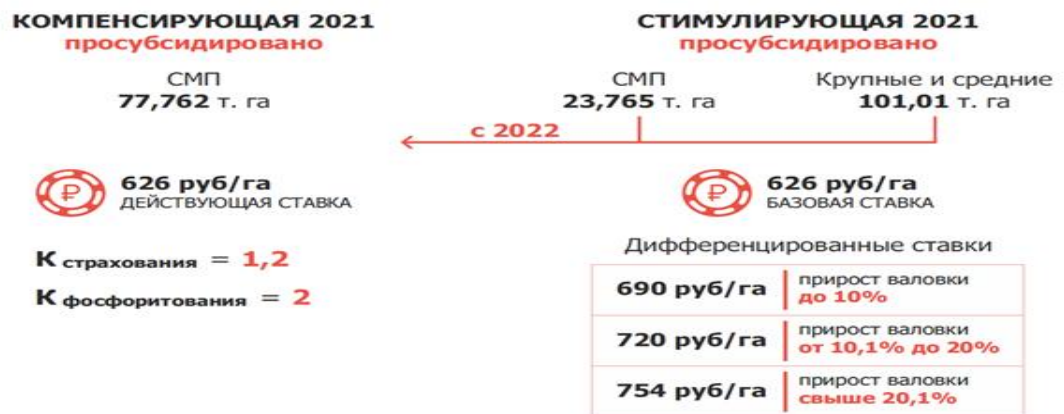 КОМПЕНСИРУЮЩАЯ 2021
просубсидировано
СМП
77,762 т. га
СТИМУЛИРУЮЩАЯ 2021
просубсидировано
СМП
23,765 т. га
Крупные и средние
101,01 т. га
с 2022
₽
626 руб/га
ДЕЙСТВУЮЩАЯ СТАВКА
К страхования = 1,2
К фосфоритования = 2
₽
626 руб/га
БАЗОВАЯ СТАВКА
Дифференцированные ставки
690 руб/га
прирост валовки
до 10%
720 руб/га
прирост валовки
от 10,1% до 20%
754 руб/га
прирост валовки
свыше 20,1%